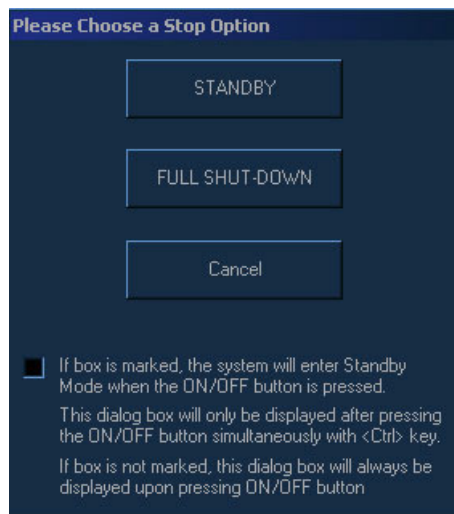 Please Choose a Stop Option
STANDBY
FULL SHUT-DOWN
Cancel
If box is marked, the system will enter Standby
Mode when the ON/OFF button is pressed.
This dialog box will only be displayed after pressing
the ON/OFF button simultaneously with <Ctrl> key.
If box is not marked, this dialog box will always be
displayed upon pressing ON/OFF button